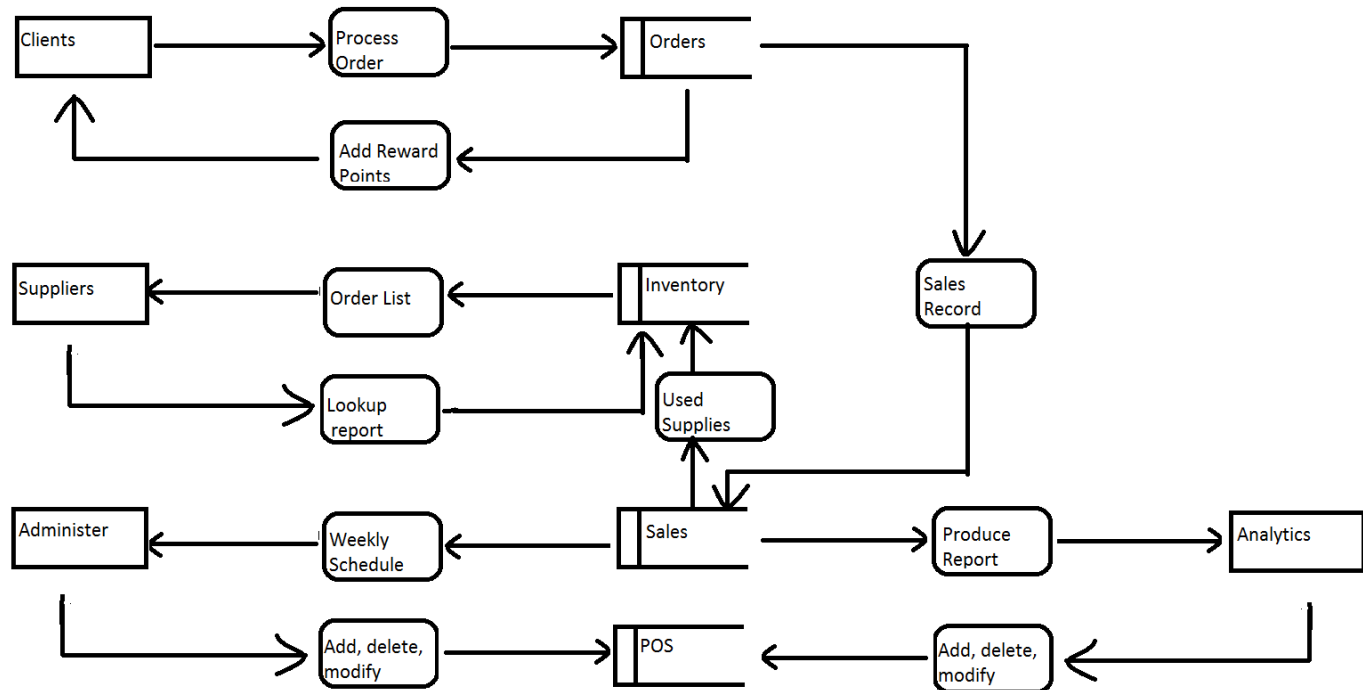 Clients
Process
Order
Orders
Add Reward
Points
Suppliers
Order List
Inventory
Sales
Record
Lookup
report
Used
Supplies
Administer
Weekly
Schedule
Sales
Produce
Report
Analytics
Add, delete,
modify
POS
Add, delete,
modify